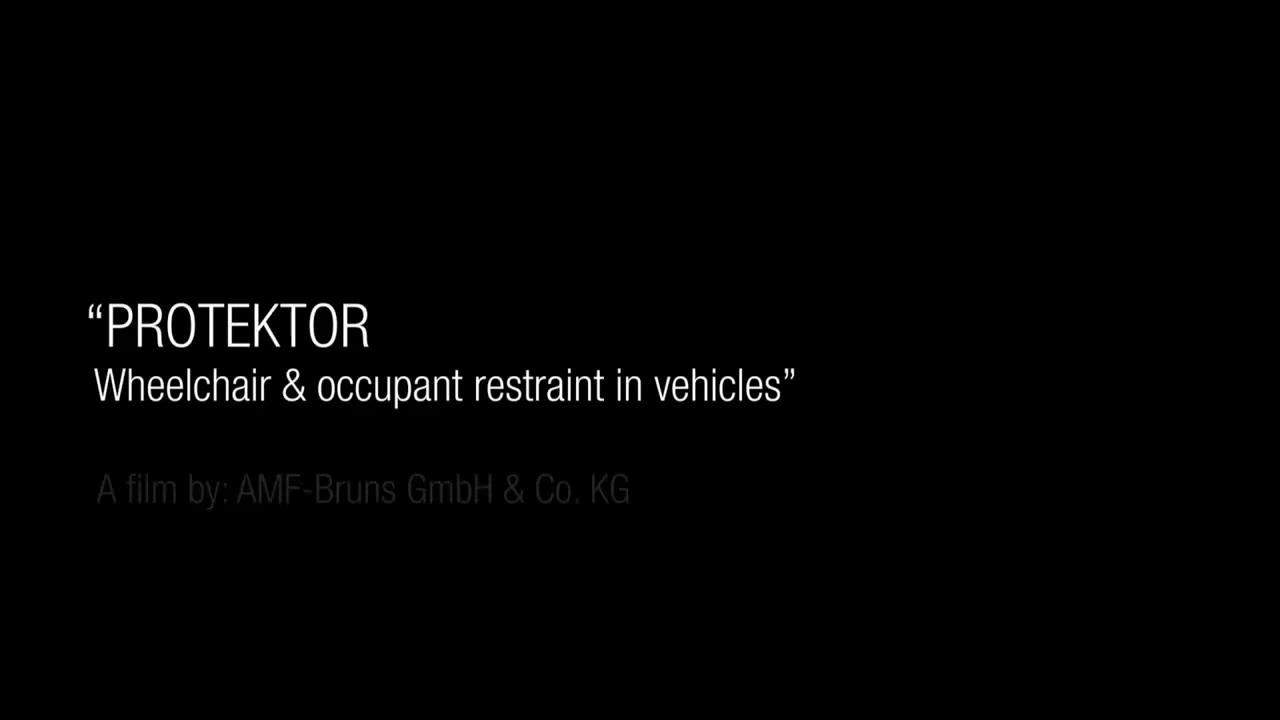 “PROTEKTOR
Wheelchair & occupant restraint in vehicles”
A film by: AMF-Bruns GmbH & Co. KG